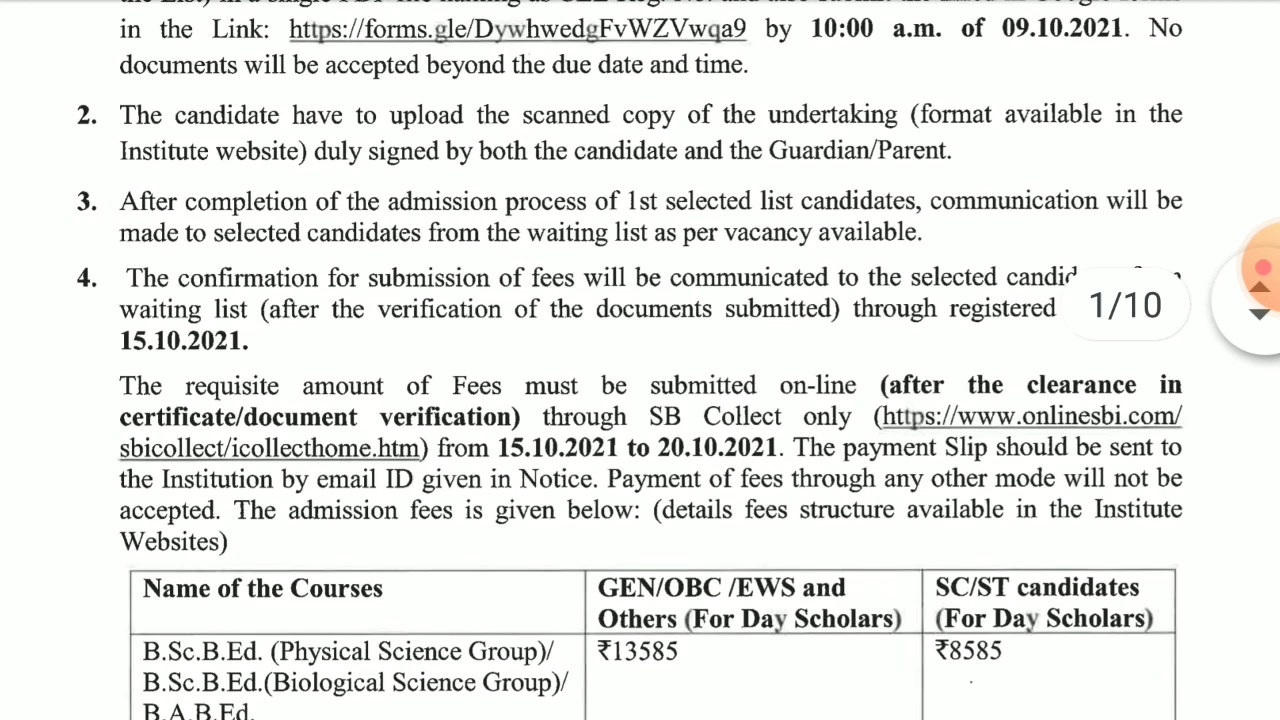 in the Link: https://forms.gle/DywhwedgFvWZVwqa9 by 10:00 a.m. of 09.10.2021. No
documents will be accepted beyond the due date and time.
2. The candidate have to upload the scanned copy of the undertaking (format available in the
Institute website) duly signed by both the candidate and the Guardian/Parent.
3. After completion of the admission process of 1st selected list candidates, communication will be
made to selected candidates from the waiting list as per vacancy available.
4. The confirmation for submission of fees will be communicated to the selected
waiting list (after the verification of the documents submitted) through registered
1/10
15.10.2021.
The requisite amount of Fees must be submitted on-line (after the clearance in
certificate/document verification) through SB Collect only (https://www.onlinesbi.com/
sbicollect/icollecthome.htm) from 15.10.2021 to 20.10.2021. The payment Slip should be sent to
the Institution by email ID given in Notice. Payment of fees through any other mode will not be
accepted. The admission fees is given below: (details fees structure available in the Institute
Websites)
Name of the Courses GEN/OBC /EWS and SC/ST candidates
Others (For Day Scholars) (For Day Scholars)
B.Sc.B.Ed. (Physical Science Group)/ ₹13585 ₹8585
B.Sc.B.Ed.(Biological Science Group)/
B.A.B.Ed.